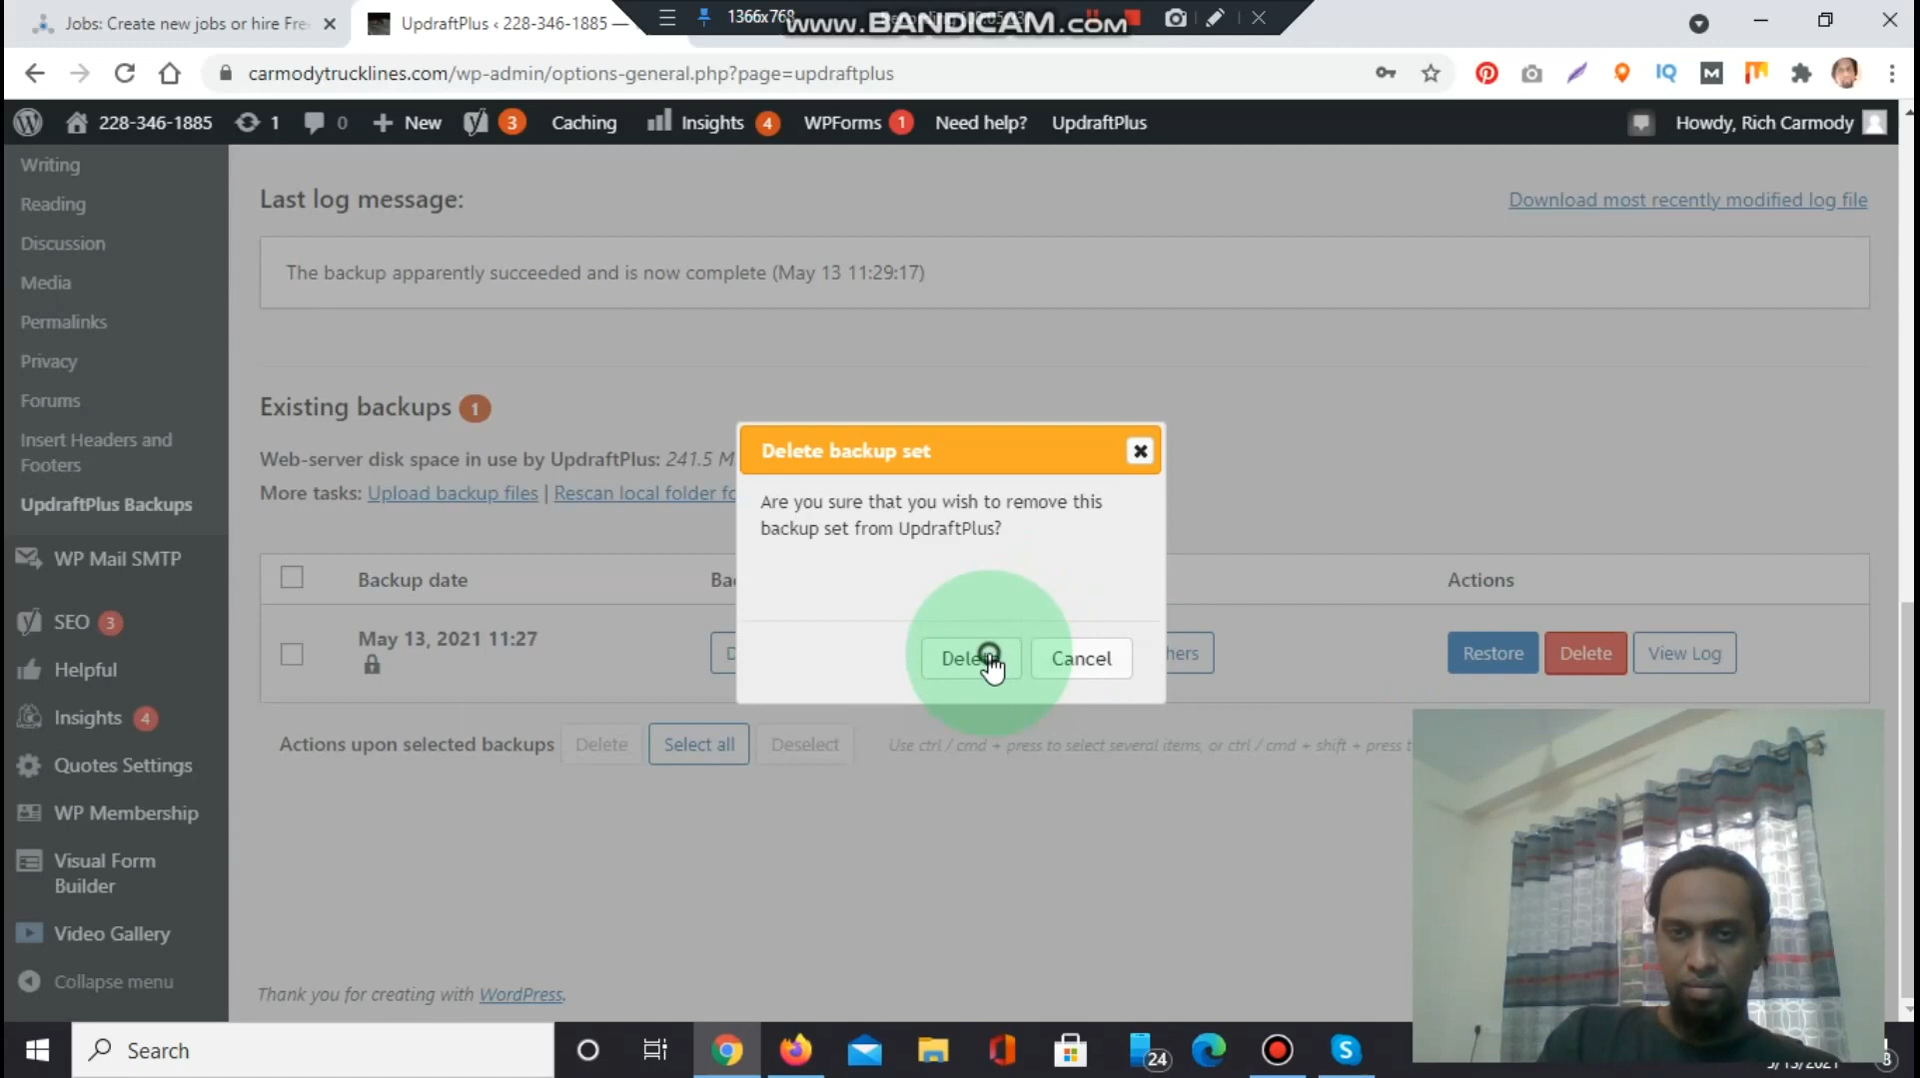 Jobs: Create new jobs or hire Fre
UpdraftPlus ‹ 228-346-1885 —
1366x768
www.BANDICAM.com
carmodytrucklines.com/wp-admin/options-general.php?page=updraftplus
228-346-1885
1
0
New
3
Caching
Insights
4
WPForms
1
Need help?
UpdraftPlus
Howdy, Rich Carmody
Writing
Reading
Discussion
Media
Permalinks
Privacy
Forums
Insert Headers and
Footers
UpdraftPlus Backups
WP Mail SMTP
SEO 3
Helpful
Insights 4
Quotes Settings
WP Membership
Visual Form
Builder
Video Gallery
Collapse menu
Last log message:
Download most recently modified log file
The backup apparently succeeded and is now complete (May 13 11:29:17)
Existing backups 1
Web-server disk space in use by UpdraftPlus: 241.5 M
More tasks: Upload backup files | Rescan local folder fo
Delete backup set
Are you sure that you wish to remove this
backup set from UpdraftPlus?
Delete
Cancel
Backup date
Ba
Actions
May 13, 2021 11:27
D
hers
Restore
Delete
View Log
Actions upon selected backups
Delete
Select all
Deselect
Use ctrl / cmd + press to select several items, or ctrl / cmd + shift + press t
Thank you for creating with WordPress.
Search
24